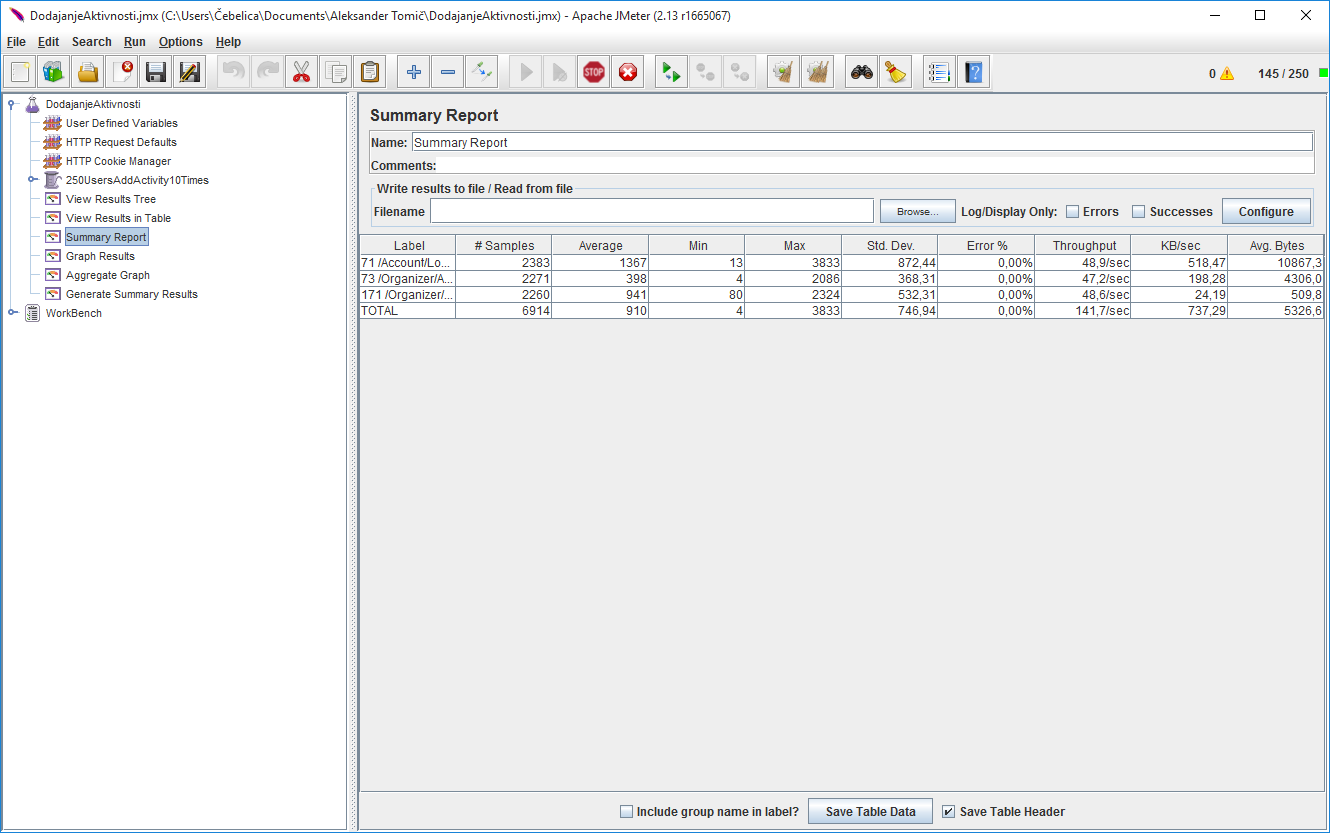 DodajanjeAktivnosti.jmx (C:\Users\Čebelica\Documents\Aleksander Tomič\DodajanjeAktivnosti.jmx) - Apache JMeter (2.13 r1665067)
File Edit Search Run Options Help
STOP 0 145 / 250
DodajanjeAktivnosti
User Defined Variables
HTTP Request Defaults
HTTP Cookie Manager
250UsersAddActivity10Times
View Results Tree
View Results in Table
Summary Report
Graph Results
Aggregate Graph
Generate Summary Results
WorkBench
Summary Report
Name: Summary Report
Comments:
Write results to file / Read from file
Filename Browse... Log/Display Only: Errors Successes Configure
Label # Samples Average Min Max Std. Dev. Error % Throughput KB/sec Avg. Bytes
71 /Account/Lo... 2383 1367 13 3833 872,44 0,00% 48,9/sec 518,47 10867,3
73 /Organizer/A... 2271 398 4 2086 368,31 0,00% 47,2/sec 198,28 4306,0
171 /Organizer/... 2260 941 80 2324 532,31 0,00% 48,6/sec 24,19 509,8
TOTAL 6914 910 4 3833 746,94 0,00% 141,7/sec 737,29 5326,6
Include group name in label? Save Table Data Save Table Header